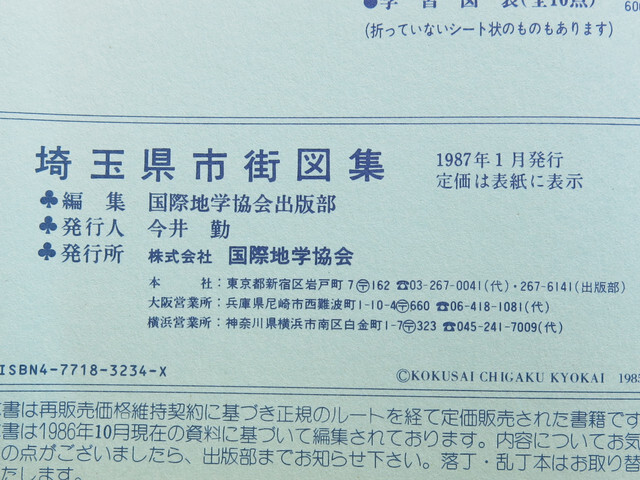 ●学習図表(全10点)
(折っていないシート状のものもあります)
埼玉県市街図集
1987年1月発行
定価は表紙に表示
♣編　集　国際地学協会出版部
♣発行人　今井　勤
♣発行所　株式会社 国際地学協会
本　　社：東京都新宿区岩戸町7〶162 ☎03-267-0041(代)・267-6141(出版部)
大阪営業所：兵庫県尼崎市西難波町1-10-4〶660 ☎06-418-1081(代)
横浜営業所：神奈川県横浜市南区白金町1-7〶323 ☎045-241-7009(代)
ISBN4-7718-3234-X
©KOKUSAI CHIGAKU KYOKAI 1985
書は再販売価格維持契約に基づき正規のルートを経て定価販売された書籍です
書は1986年10月現在の資料に基づいて編集されております。内容についてお気
の点がございましたら、出版部までお知らせ下さい。落丁・乱丁本はお取り替
たします。